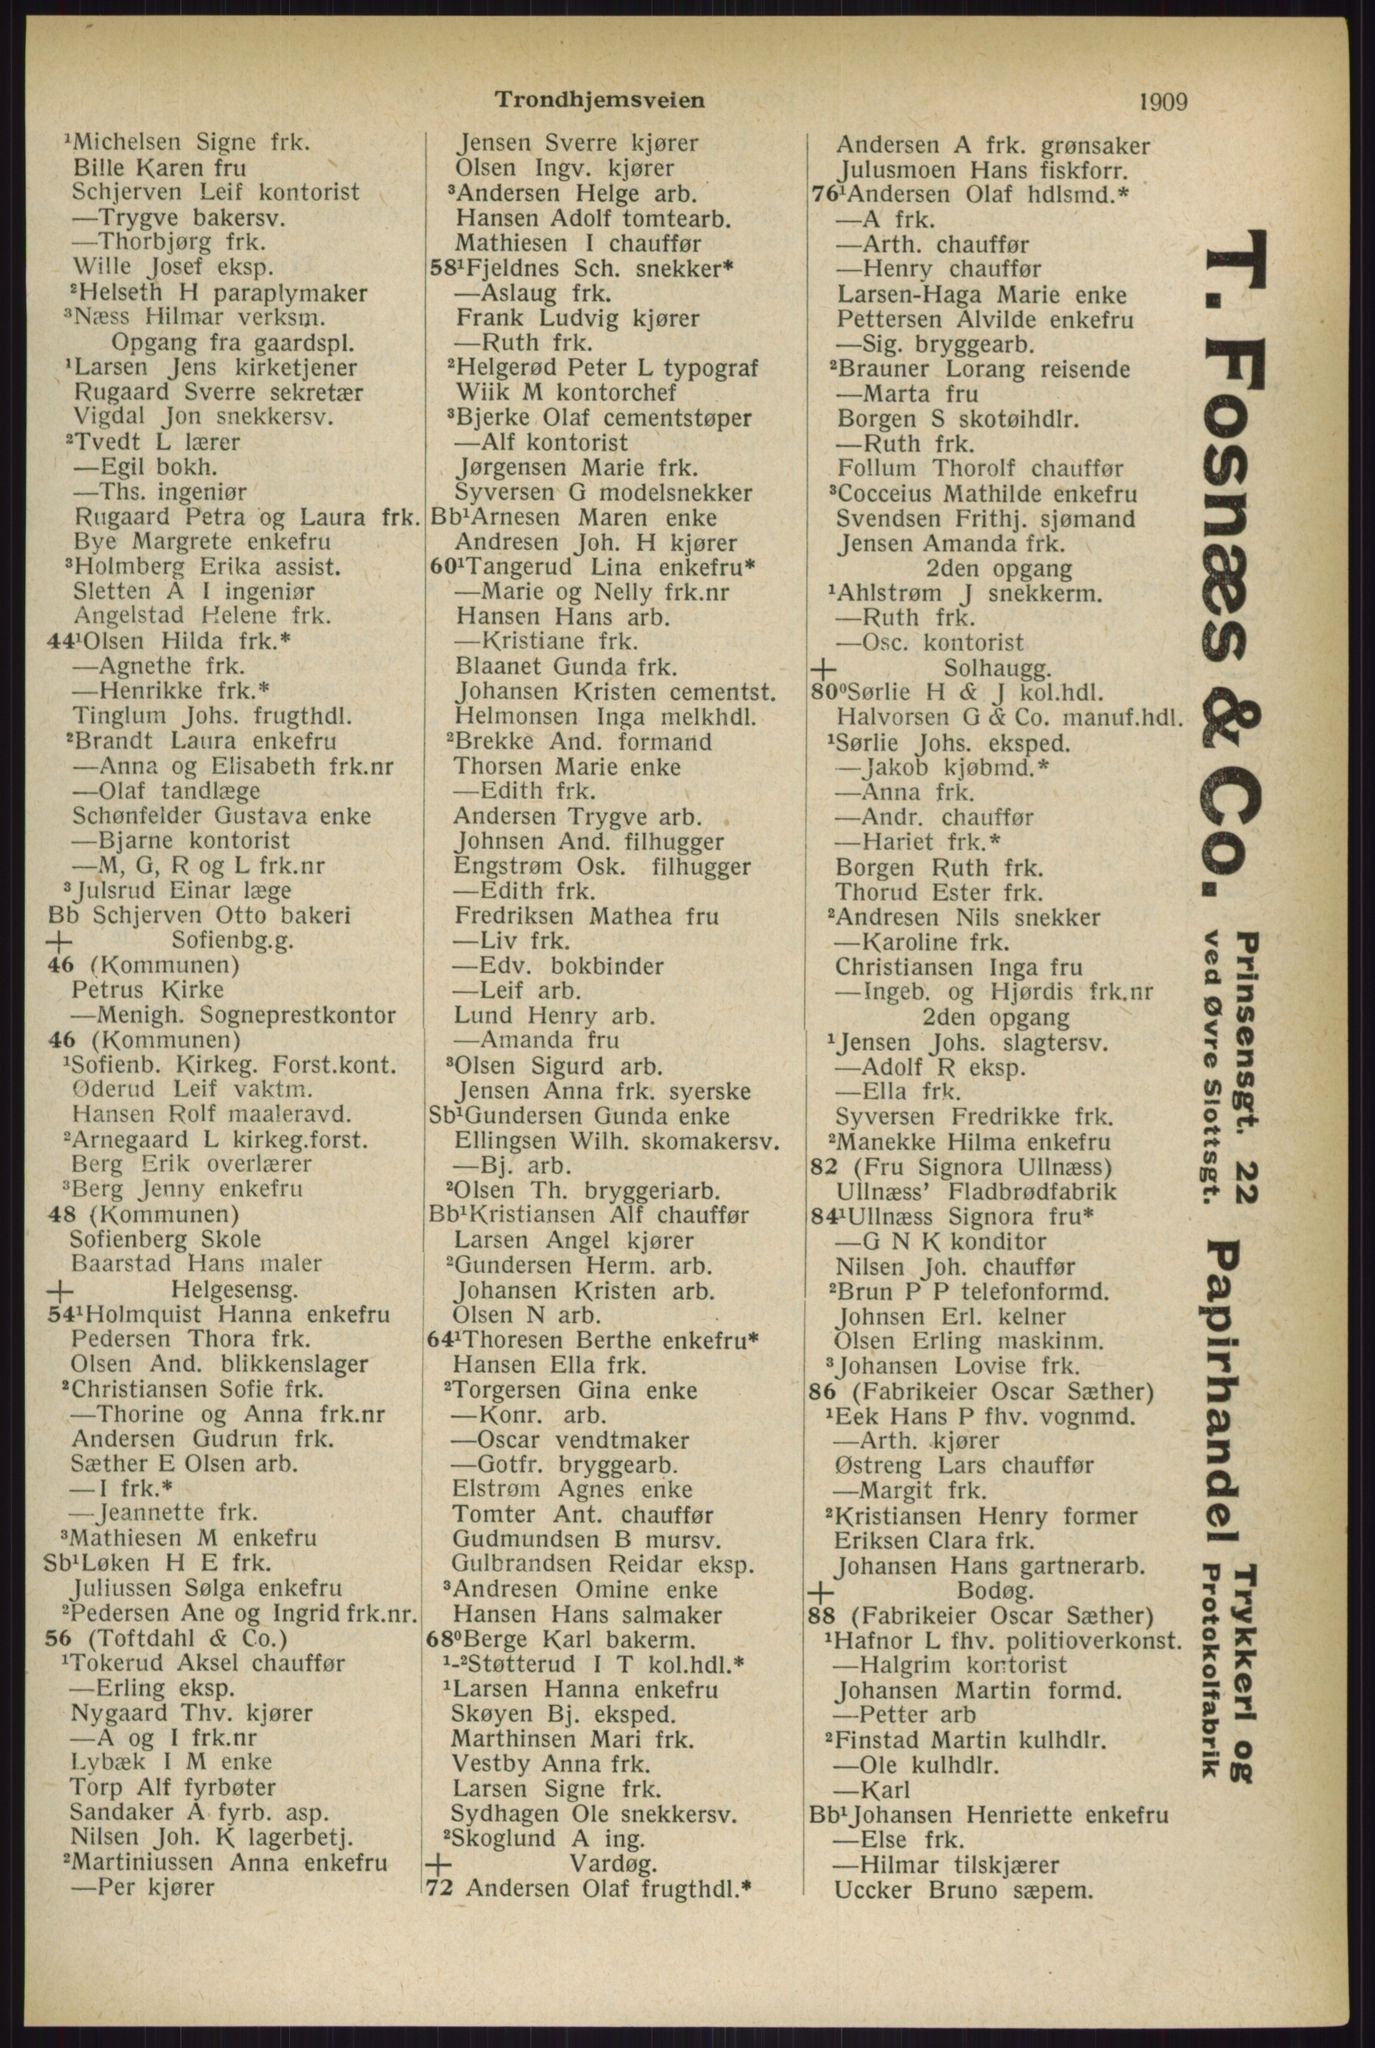 Trondhjemsveien
1909
¹Michelsen Signe frk.
Bille Karen fru
Schjerven Leif kontorist
—Trygve bakersv.
—Thorbjørg frk.
Wille Josef eksp.
²Helseth H paraplymaker
³Næss Hilmar verksm.
Opgang fra gaardspl.
¹Larsen Jens kirketjener
Rugaard Sverre sekretær
Vigdal Jon snekkersv.
²Tvedt L lærer
—Egil bokh.
—Ths. ingeniør
Rugaard Petra og Laura frk.
Bye Margrete enkefru
³Holmberg Erika assist.
Sletten A I ingeniør
Angelstad Helene frk.
44¹Olsen Hilda frk.*
—Agnethe frk.
—Henrikke frk.*
Tinglum Johs. frugthdl.
²Brandt Laura enkefru
—Anna og Elisabeth frk.nr
—Olaf tandlæge
Schønfelder Gustava enke
—Bjarne kontorist
—M, G, R og L frk.nr
³Julsrud Einar læge
Bb Schjerven Otto bakeri
+ Sofienbg.g.
46 (Kommunen)
Petrus Kirke
—Menigh. Sogneprestkontor
46 (Kommunen)
¹Sofienb. Kirkeg. Forst.kont.
Øderud Leif vaktm.
Hansen Rolf maaleravd.
²Arnegaard L kirkeg.forst.
Berg Erik overlærer
³Berg Jenny enkefru
48 (Kommunen)
Sofienberg Skole
Baarstad Hans maler
+ Helgesensg.
54¹Holmquist Hanna enkefru
Pedersen Thora frk.
Olsen And. blikkenslager
²Christiansen Sofie frk.
—Thorine og Anna frk.nr
Andersen Gudrun frk.
Sæther E Olsen arb.
—I frk.*
—Jeannette frk.
³Mathiesen M enkefru
Sb¹Løken H E frk.
Juliussen Sølga enkefru
²Pedersen Ane og Ingrid frk.nr.
56 (Toftdahl & Co.)
¹Tokerud Aksel chauffør
—Erling eksp.
Nygaard Thv. kjører
—A og I frk.nr
Lybæk I M enke
Torp Alf fyrbøter
Sandaker A fyrb. asp.
Nilsen Joh. K lagerbetj.
²Martiniussen Anna enkefru
—Per kjører
Jensen Sverre kjører
Olsen Ingv. kjører
³Andersen Helge arb.
Hansen Adolf tomtearb.
Mathiesen I chauffør
58¹Fjeldnes Sch. snekker*
—Aslaug frk.
Frank Ludvig kjører
—Ruth frk.
²Helgerød Peter L typograf
Wiik M kontorchef
³Bjerke Olaf cementstøper
—Alf kontorist
Jørgensen Marie frk.
Syversen G modelsnekker
Bb¹Arnesen Maren enke
Andresen Joh. H kjører
60¹Tangerud Lina enkefru*
—Marie og Nelly frk.nr
Hansen Hans arb.
—Kristiane frk.
Blaanet Gunda frk.
Johansen Kristen cementst.
Helmonsen Inga melkhdl.
²Brekke And. formand
Thorsen Marie enke
—Edith frk.
Andersen Trygve arb.
Johnsen And. filhugger
Engstrøm Osk. filhugger
—Edith frk.
Fredriksen Mathea fru
—Liv frk.
—Edv. bokbinder
—Leif arb.
Lund Henry arb.
—Amanda fru
³Olsen Sigurd arb.
Jensen Anna frk. syerske
Sb¹Gundersen Gunda enke
Ellingsen Wilh. skomakersv.
—Bj. arb.
²Olsen Th. bryggeriarb.
Bb¹Kristiansen Alf chauffør
Larsen Angel kjører
²Gundersen Herm. arb.
Johansen Kristen arb.
Olsen N arb.
64¹Thoresen Berthe enkefru*
Hansen Ella frk.
²Torgersen Gina enke
—Konr. arb.
—Oscar vendtmaker
—Gotfr. bryggearb.
Elstrøm Agnes enke
Tomter Ant. chauffør
Gudmundsen B mursv.
Gulbrandsen Reidar eksp.
³Andresen Omine enke
Hansen Hans salmaker
68⁰Berge Karl bakerm.
¹-²Støtterud I T kol.hdl.*
¹Larsen Hanna enkefru
Skøyen Bj. eksped.
Marthinsen Mari frk.
Vestby Anna frk.
Larsen Signe frk.
Sydhagen Ole snekkersv.
²Skoglund A ing.
+ Vardøg.
72 Andersen Olaf frugthdl.*
Andersen A frk. grønsaker
Julusmoen Hans fiskforr.
76¹Andersen Olaf hdlsmd.*
—A frk.
—Arth. chauffør
—Henry chauffør
Larsen-Haga Marie enke
Pettersen Alvilde enkefru
—Sig. bryggearb.
²Brauner Lorang reisende
—Marta fru
Borgen S skotøihdlr.
—Ruth frk.
Follum Thorolf chauffør
³Cocceius Mathilde enkefru
Svendsen Frithj. sjømand
Jensen Amanda frk.
2den opgang
¹Ahlstrøm J snekkerm.
—Ruth frk.
—Osc. kontorist
+ Solhaugg.
80⁰Sørlie H & J kol.hdl.
Halvorsen G & Co. manuf.hdl.
¹Sørlie Johs. eksped.
—Jakob kjøbmd.*
—Anna frk.
—Andr. chauffør
—Hariet frk.*
Borgen Ruth frk.
Thorud Ester frk.
²Andresen Nils snekker
—Karoline frk.
Christiansen Inga fru
—Ingeb. og Hjørdis frk.nr
2den opgang
¹Jensen Johs. slagtersv.
—Adolf R eksp.
—Ella frk.
Syversen Fredrikke frk.
²Manekke Hilma enkefru
82 (Fru Signora Ullnæss)
Ullnæss' Fladbrødfabrik
84¹Ullnæss Signora fru*
—G N K konditor
Nilsen Joh. chauffør
²Brun P P telefonformd.
Johnsen Erl. kelner
Olsen Erling maskinm.
³Johansen Lovise frk.
86 (Fabrikeier Oscar Sæther)
¹Eek Hans P fhv. vognmd.
—Arth. kjører
Østreng Lars chauffør
—Margit frk.
²Kristiansen Henry former
Eriksen Clara frk.
Johansen Hans gartnerarb.
+ Bodøg.
88 (Fabrikeier Oscar Sæther)
¹Hafnor L fhv. politioverkonst.
—Halgrim kontorist
Johansen Martin formd.
—Petter arb
²Finstad Martin kulhdlr.
—Ole kulhdlr.
—Karl
Bb¹Johansen Henriette enkefru
—Else frk.
—Hilmar tilskjærer
Uccker Bruno sæpem.
T. Fosnæs & Co.
Prinsensgt. 22
ved Øvre Slottsgt.
Papirhandel
Trykkeri og
Protokolfabrik